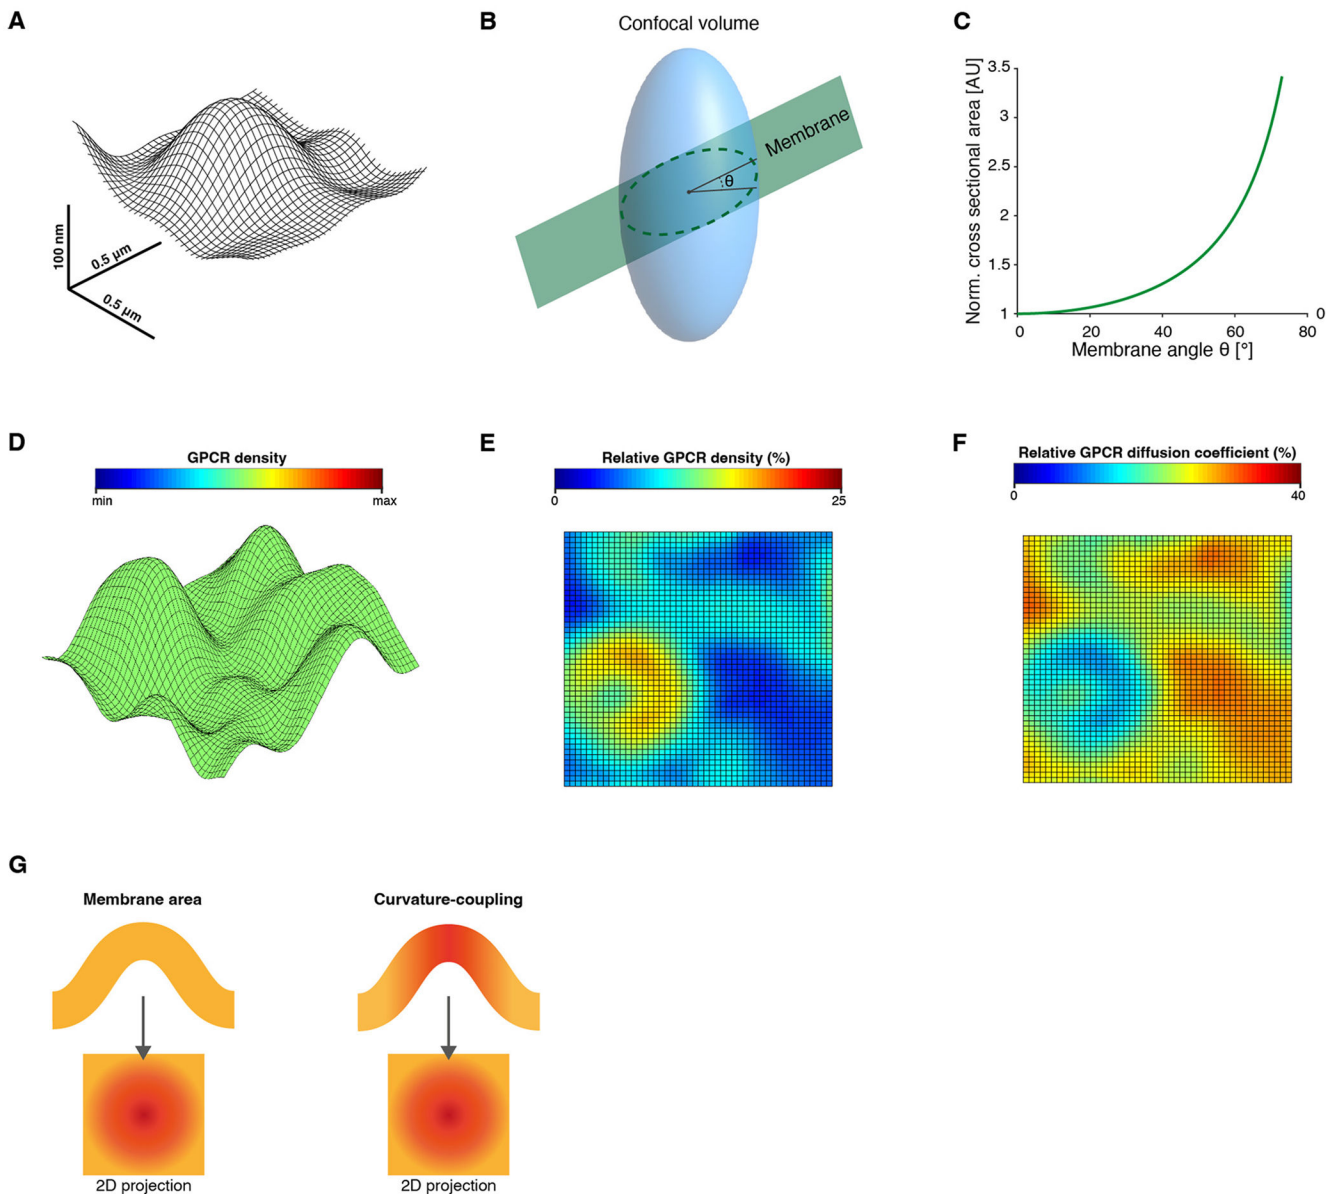 A
100 nm
0.5 µm
0.5 µm
B
Confocal volume
Membrane
θ
C
Norm. cross sectional area [AU]
3.5
3
2.5
2
1.5
1
0
0 20 40 60 80
Membrane angle θ [°]
D
GPCR density
min max
E
Relative GPCR density (%)
0 25
F
Relative GPCR diffusion coefficient (%)
0 40
G
Membrane area
2D projection
Curvature-coupling
2D projection